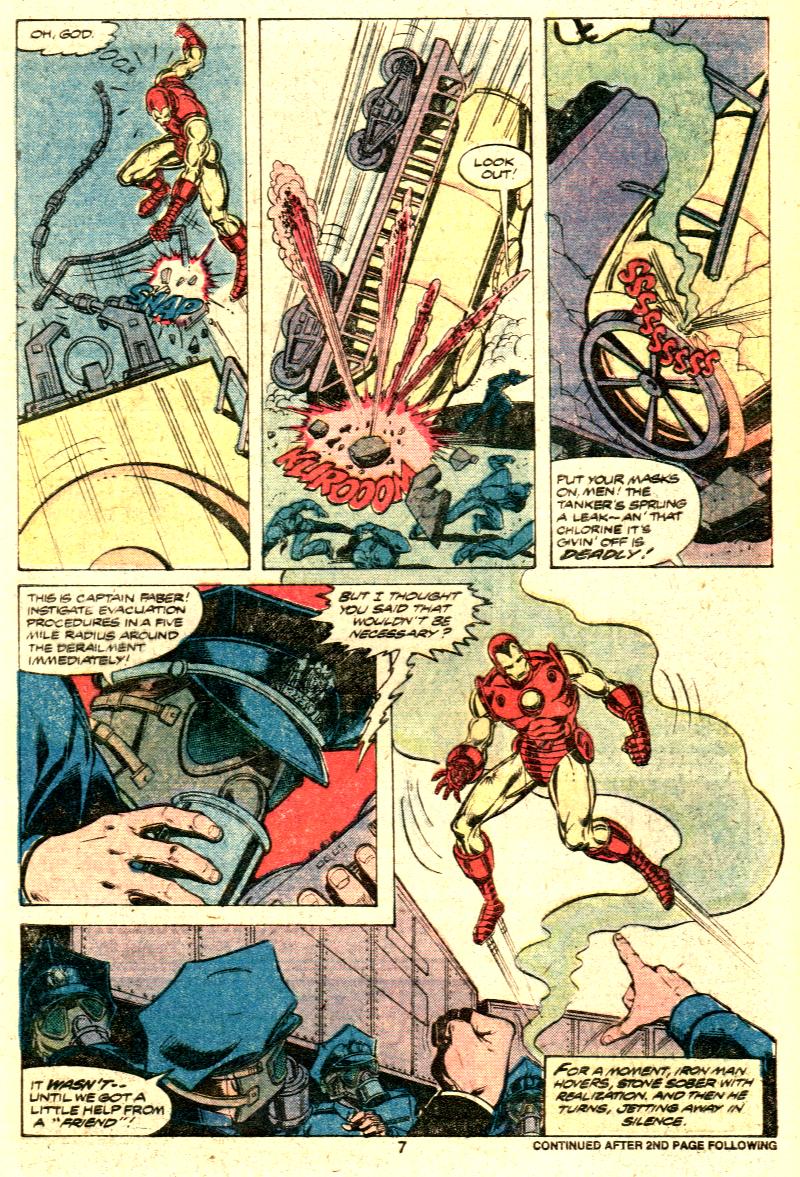 OH, GOD.
SNAP
LOOK
OUT!
KUROOOM
SSSSSSSSSS
PUT YOUR MASKS
ON, MEN! THE
TANKER'S SPRUNG
A LEAK--AN' THAT
CHLORINE IT'S
GIVIN' OFF IS
DEADLY!
THIS IS CAPTAIN FABER!
INSTIGATE EVACUATION
PROCEDURES IN A FIVE
MILE RADIUS AROUND
THE DERAILMENT
IMMEDIATELY!
BUT I THOUGHT
YOU SAID THAT
WOULDN'T BE
NECESSARY?
IT WASN'T--
UNTIL WE GOT A
LITTLE HELP FROM
A "FRIEND"!
FOR A MOMENT, IRON MAN
HOVERS, STONE SOBER WITH
REALIZATION. AND THEN HE
TURNS, JETTING AWAY IN
SILENCE.
7
CONTINUED AFTER 2ND PAGE FOLLOWING